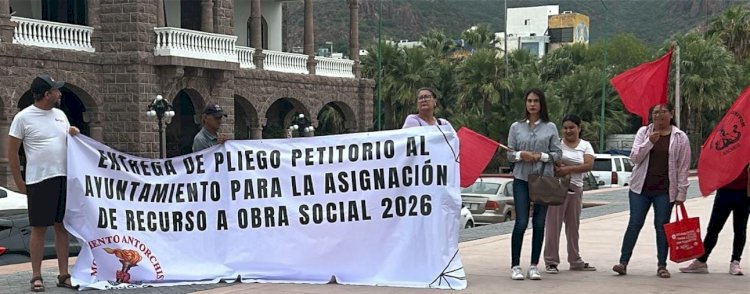 ENTREGA DE PLIEGO PETITORIO AL
AYUNTAMIENTO PARA LA ASIGNACIÓN
DE RECURSO A OBRA SOCIAL 2026